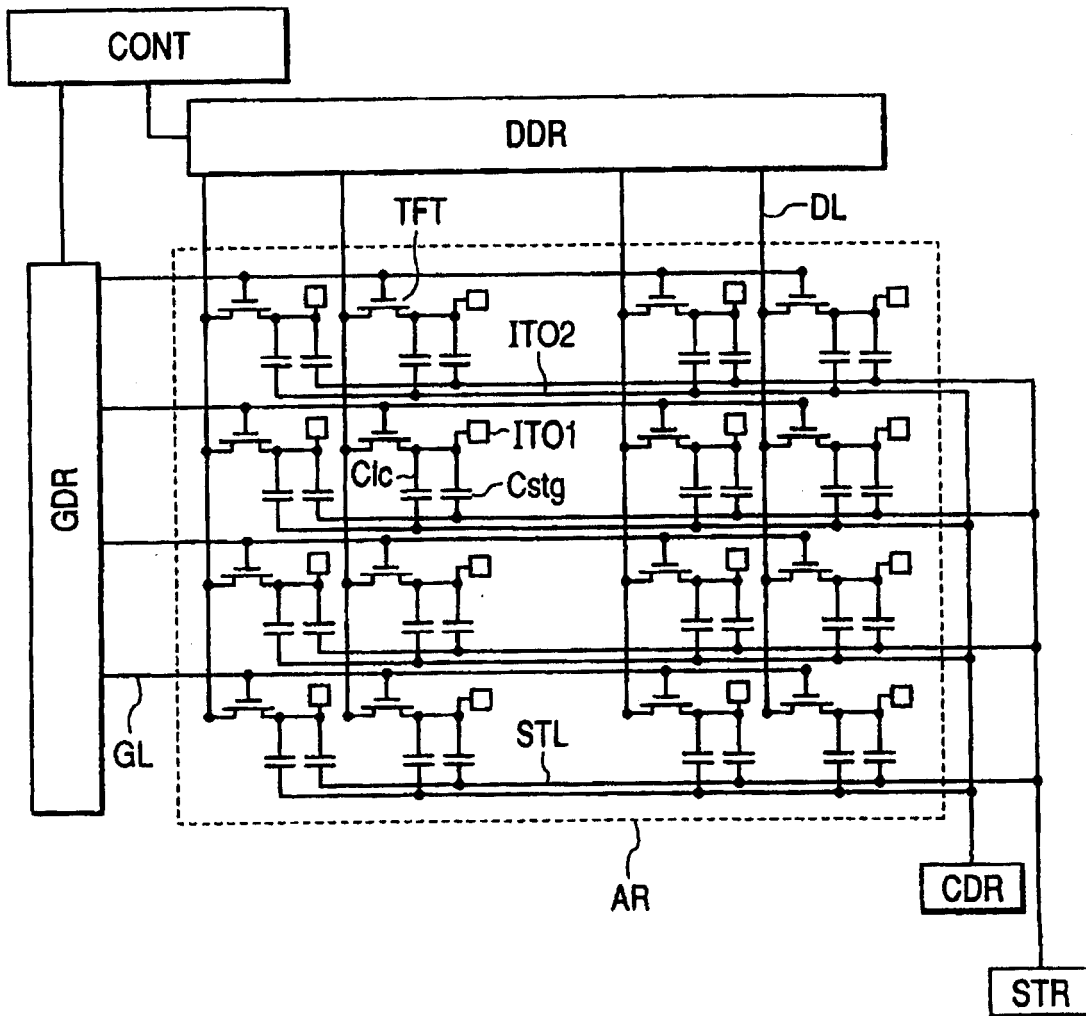 CONT
DDR
TFT
DL
ITO2
ITO1
Clc
Cstg
GDR
GL
STL
AR
CDR
STR